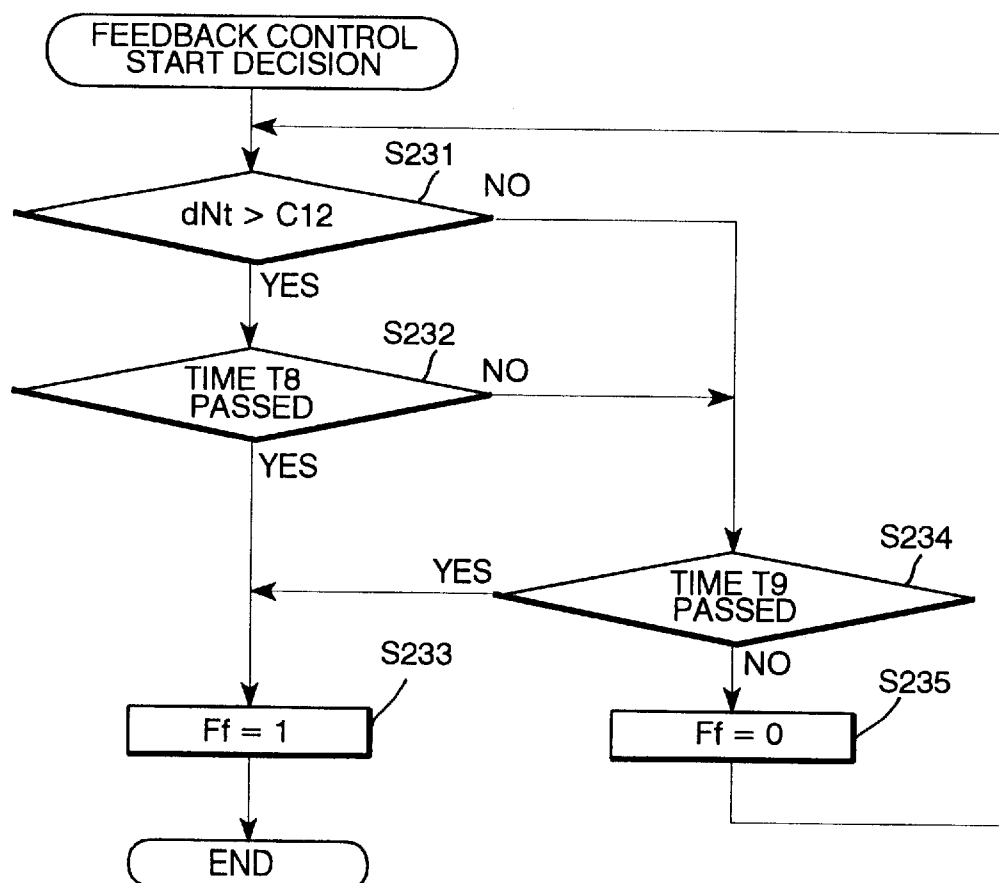 FEEDBACK CONTROL
START DECISION
S231
NO
dNt > C12
YES
S232
NO
TIME T8
PASSED
YES
S234
YES
TIME T9
PASSED
NO
S233
S235
Ff = 1
Ff = 0
END